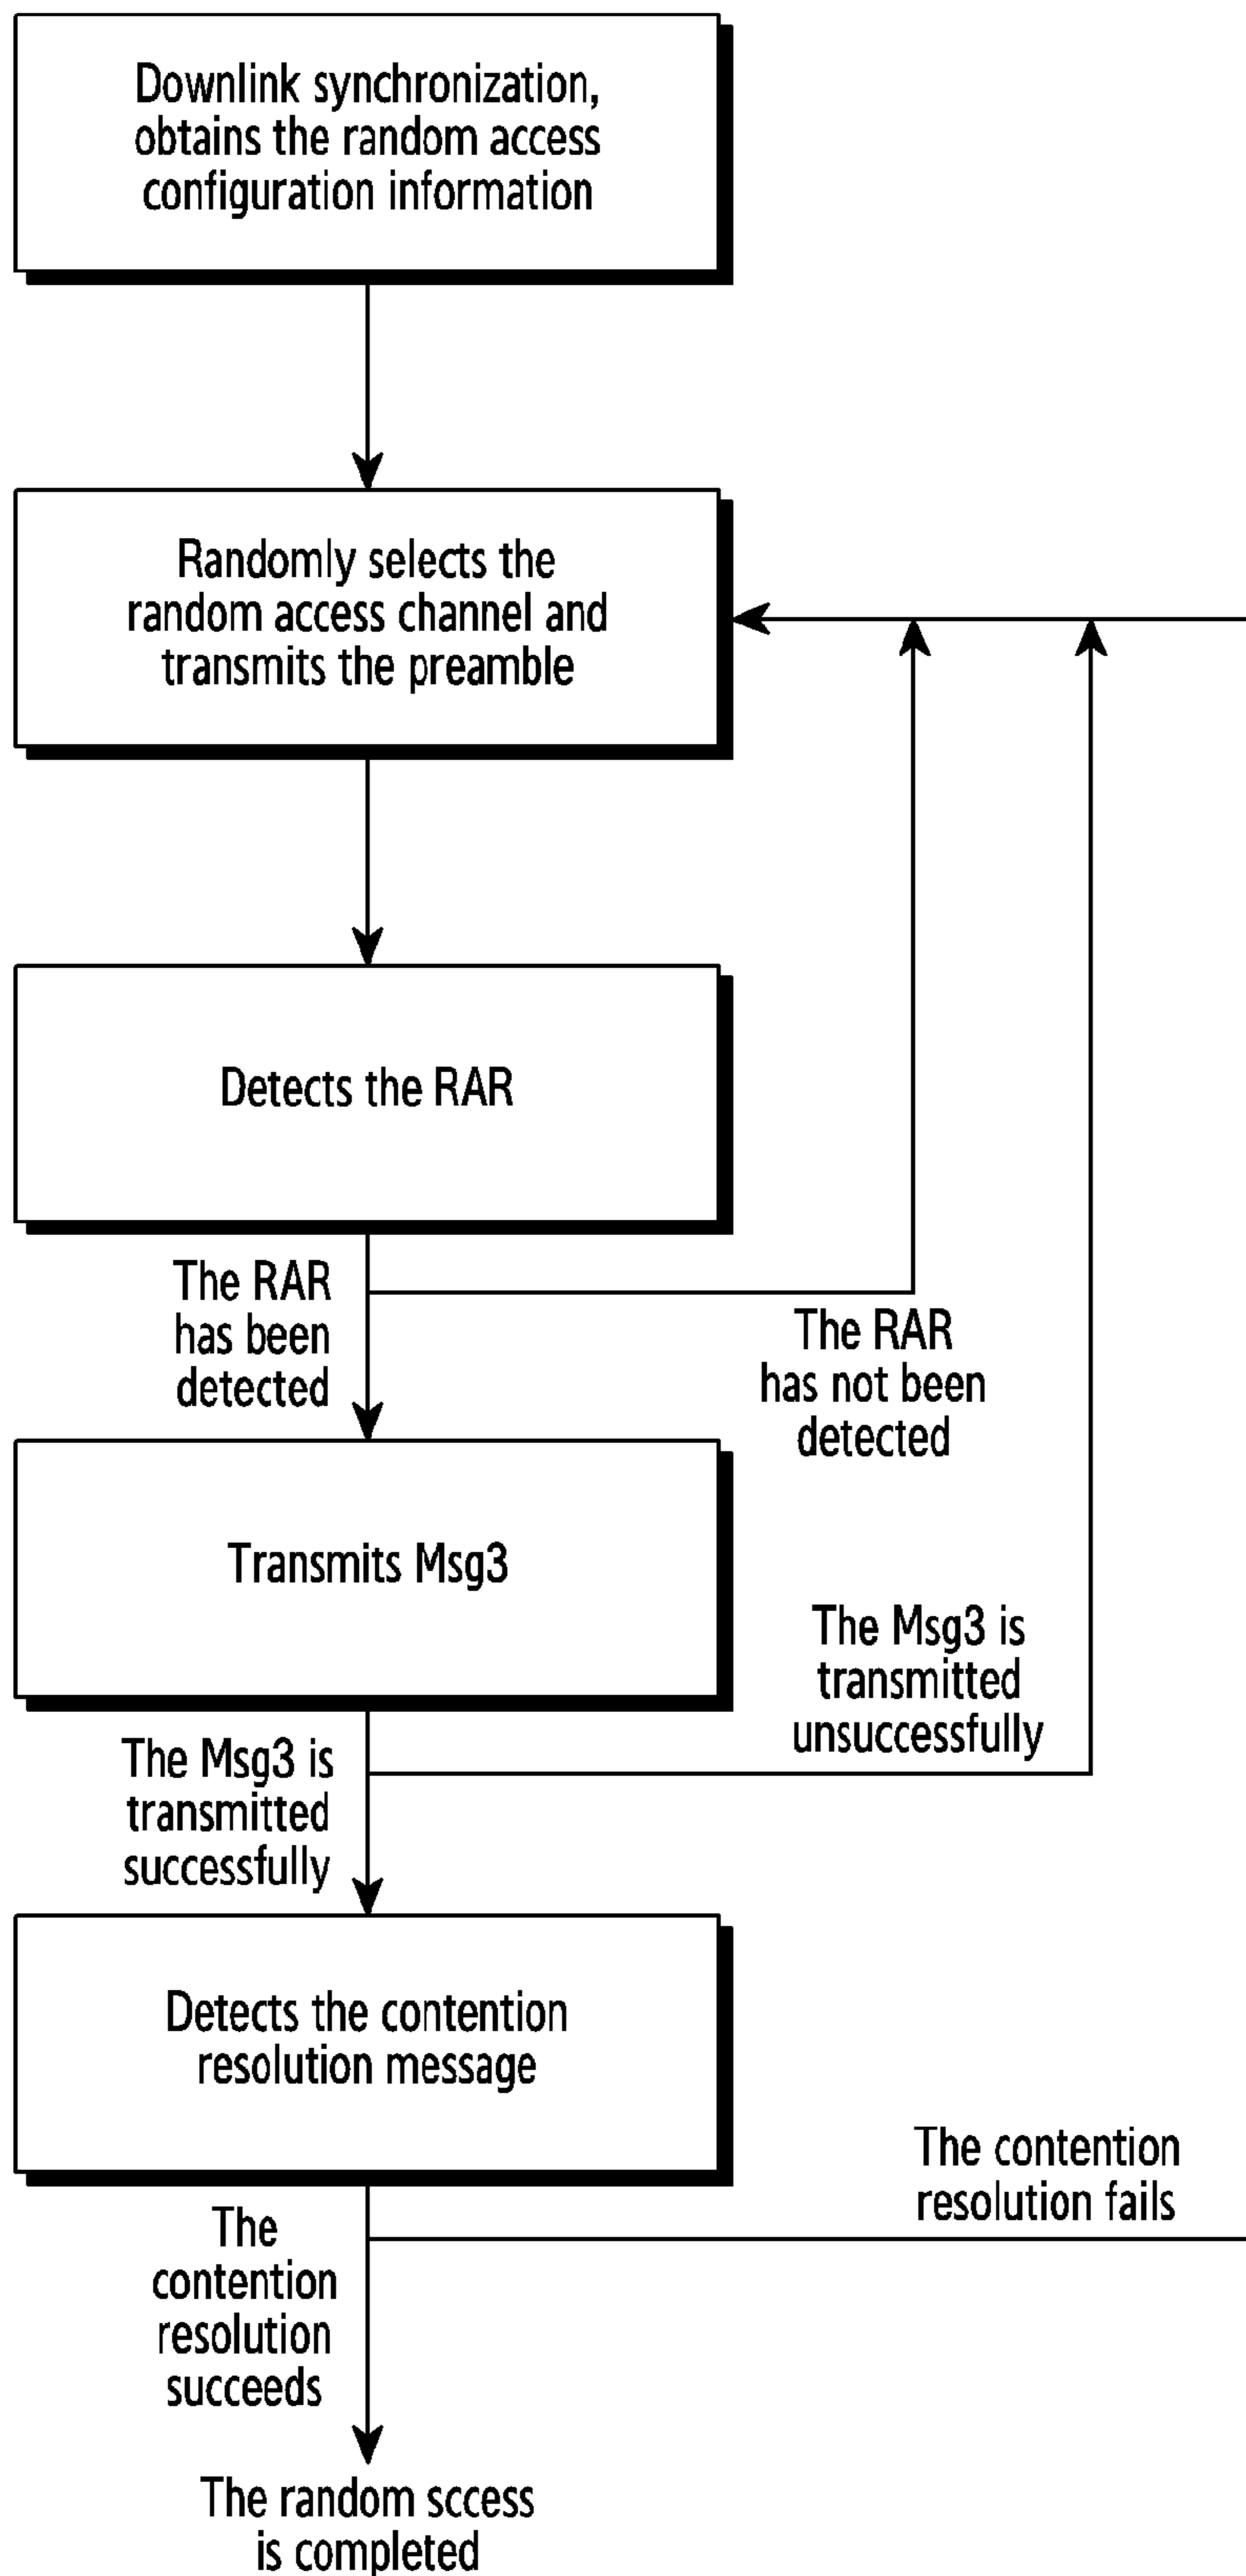 Downlink synchronization,
obtains the random access
configuration information
Randomly selects the
random access channel and
transmits the preamble
Detects the RAR
The RAR
has been
detected
The RAR
has not been
detected
Transmits Msg3
The Msg3 is
transmitted
unsuccessfully
The Msg3 is
transmitted
successfully
Detects the contention
resolution message
The contention
resolution fails
The
contention
resolution
succeeds
The random sccess
is completed